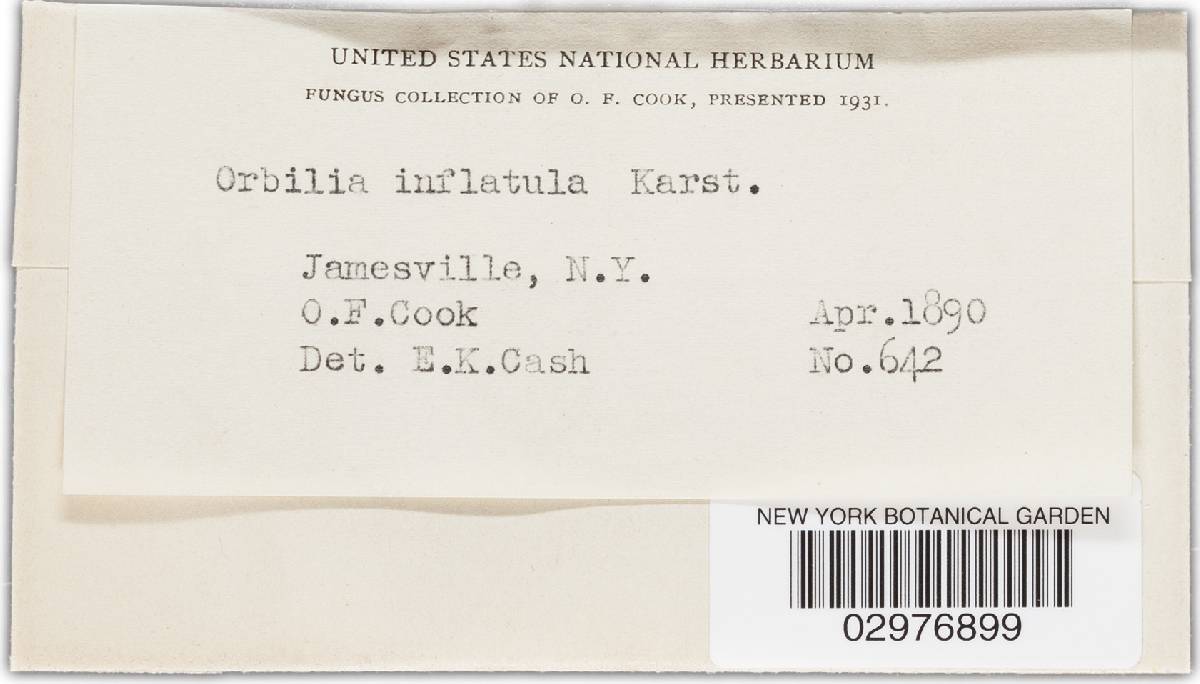 UNITED STATES NATIONAL HERBARIUM
FUNGUS COLLECTION OF O. F. COOK, PRESENTED 1931.
Orbilia inflatula Karst.
Jamesville, N.Y.
O.F.Cook Apr.1890
Det. E.K.Cash No.642
NEW YORK BOTANICAL GARDEN
02976899